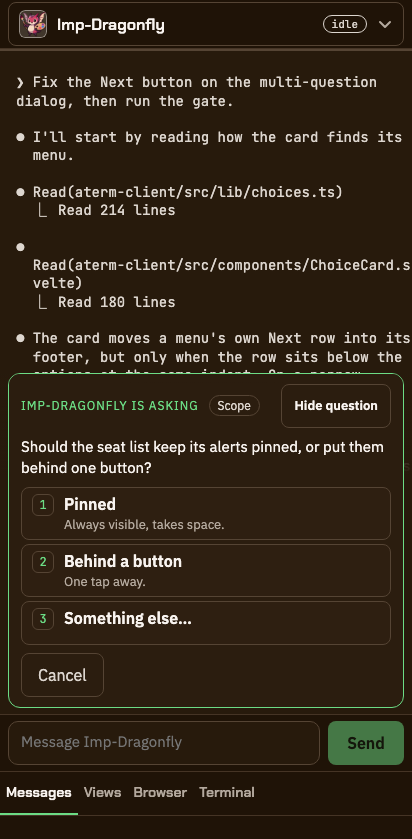 Imp-Dragonfly
idle
❯ Fix the Next button on the multi-question
dialog, then run the gate.
● I'll start by reading how the card finds its
menu.
● Read(aterm-client/src/lib/choices.ts)
⎿ Read 214 lines
●
Read(aterm-client/src/components/ChoiceCard.s
velte)
⎿ Read 180 lines
● The card moves a menu's own Next row into its
footer, but only when the row sits below the
IMP-DRAGONFLY IS ASKING
Scope
Hide question
Should the seat list keep its alerts pinned, or put them
behind one button?
1 Pinned
Always visible, takes space.
2 Behind a button
One tap away.
3 Something else...
Cancel
Message Imp-Dragonfly
Send
Messages Views Browser Terminal